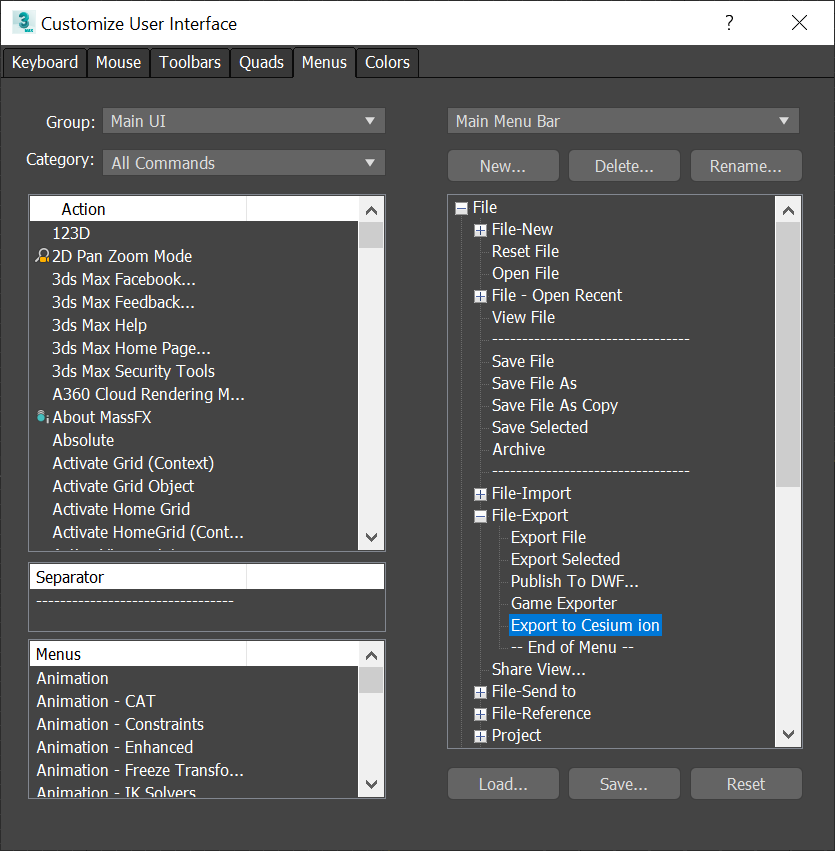 3 MAX Customize User Interface ?
Keyboard Mouse Toolbars Quads Menus Colors
Group: Main UI
Category: All Commands
Action
123D
2D Pan Zoom Mode
3ds Max Facebook...
3ds Max Feedback...
3ds Max Help
3ds Max Home Page...
3ds Max Security Tools
A360 Cloud Rendering M...
About MassFX
Absolute
Activate Grid (Context)
Activate Grid Object
Activate Home Grid
Activate HomeGrid (Cont...
Separator
---------------------------------
Menus
Animation
Animation - CAT
Animation - Constraints
Animation - Enhanced
Animation - Freeze Transfo...
Animation - IK Solvers
Main Menu Bar
New... Delete... Rename...
File
File-New
Reset File
Open File
File - Open Recent
View File
---------------------------------
Save File
Save File As
Save File As Copy
Save Selected
Archive
---------------------------------
File-Import
File-Export
Export File
Export Selected
Publish To DWF...
Game Exporter
Export to Cesium ion
-- End of Menu --
Share View...
File-Send to
File-Reference
Project
Load... Save... Reset